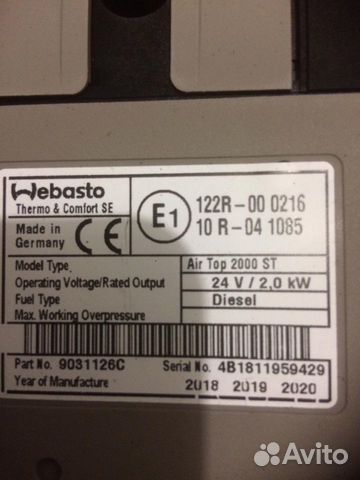 Webasto
Thermo & Comfort SE
Made in
Germany
CE
E1
122R-00 0216
10 R-04 1085
Model Type Air Top 2000 ST
Operating Voltage/Rated Output 24 V / 2,0 kW
Fuel Type Diesel
Max. Working Overpressure
Part No. 9031126C Serial No. 4B1811959429
Year of Manufacture 2018 2019 2020
Avito